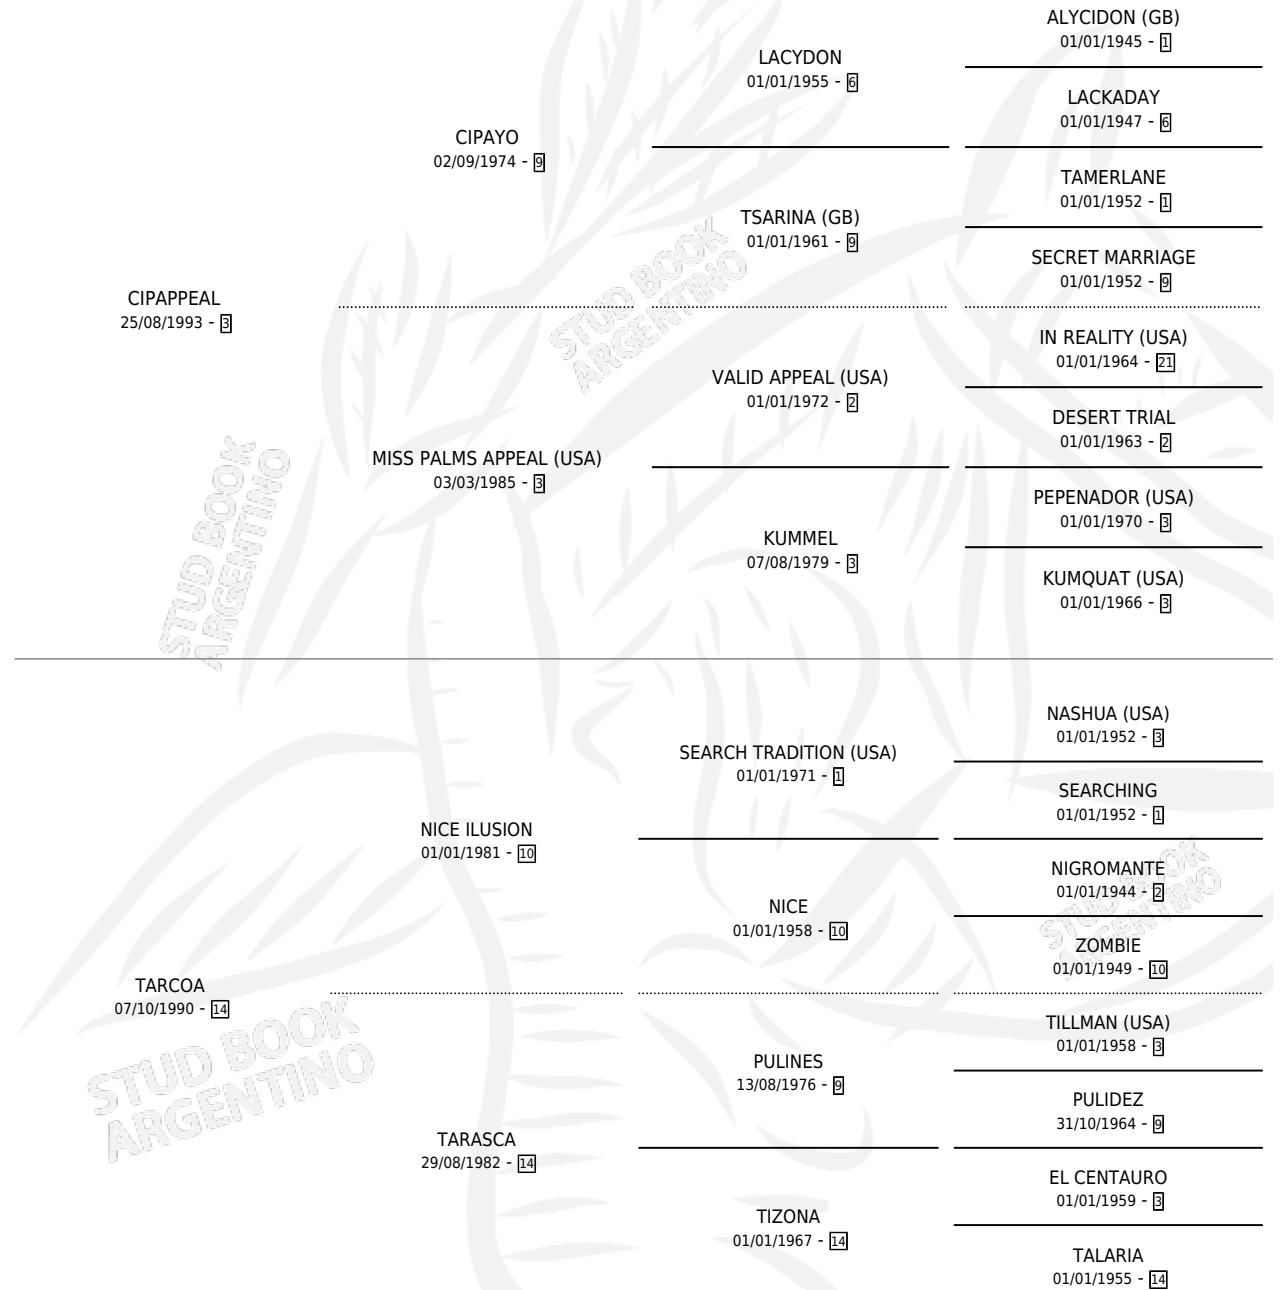 ALYCIDON (GB)
01/01/1945 - 1
LACYDON
01/01/1955 - 6
LACKADAY
01/01/1947 - 6
CIPAYO
02/09/1974 - 9
TAMERLANE
01/01/1952 - 1
TSARINA (GB)
01/01/1961 - 9
SECRET MARRIAGE
01/01/1952 - 9
CIPAPPEAL
25/08/1993 - 3
IN REALITY (USA)
01/01/1964 - 21
VALID APPEAL (USA)
01/01/1972 - 2
DESERT TRIAL
01/01/1963 - 2
MISS PALMS APPEAL (USA)
03/03/1985 - 3
PEPENADOR (USA)
01/01/1970 - 3
KUMMEL
07/08/1979 - 3
KUMQUAT (USA)
01/01/1966 - 3
NASHUA (USA)
01/01/1952 - 3
SEARCH TRADITION (USA)
01/01/1971 - 1
SEARCHING
01/01/1952 - 1
NICE ILUSION
01/01/1981 - 10
NIGROMANTE
01/01/1944 - 2
NICE
01/01/1958 - 10
ZOMBIE
01/01/1949 - 10
TARCOA
07/10/1990 - 14
TILLMAN (USA)
01/01/1958 - 3
PULINES
13/08/1976 - 9
PULIDEZ
31/10/1964 - 9
TARASCA
29/08/1982 - 14
EL CENTAURO
01/01/1959 - 3
TIZONA
01/01/1967 - 14
TALARIA
01/01/1955 - 14
STUD BOOK
ARGENTINO
STUD BOOK
ARGENTINO
STUD BOOK
ARGENTINO
STUD BOOK
ARGENTINO